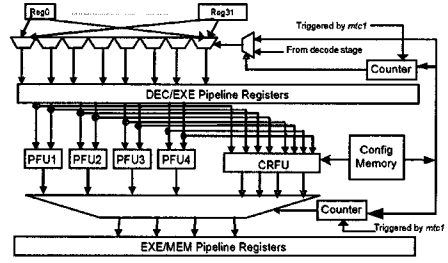 Reg0
Reg31
Triggered by mtc1
From decode stage
Counter
DEC/EXE Pipeline Registers
PFU1
PFU2
PFU3
PFU4
CRFU
Config
Memory
Counter
Triggered by mtc1
EXE/MEM Pipeline Registers